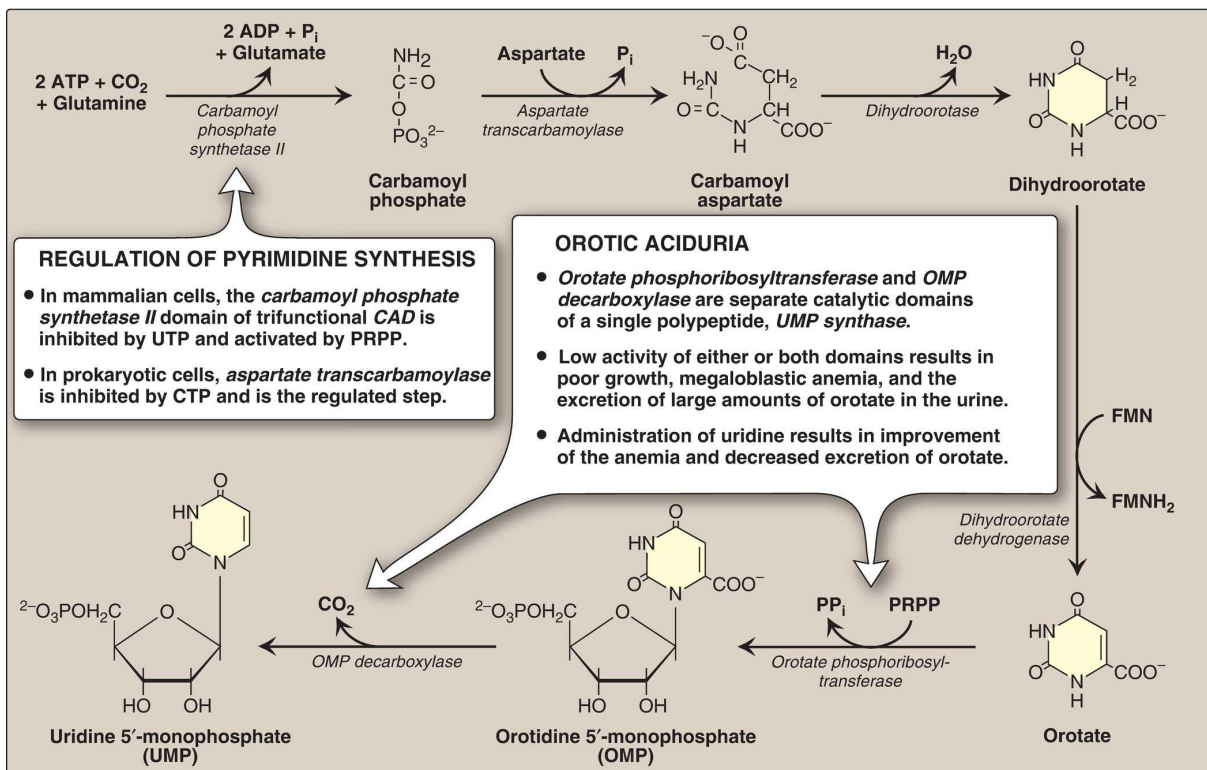 2 ADP + Pi
+ Glutamate
2 ATP + CO2
+ Glutamine
Carbamoyl
phosphate
synthetase II
NH2
C=O
O
PO3 2–
Carbamoyl
phosphate
Aspartate
Pi
Aspartate
transcarbamoylase
O
–O
C
H2N
CH2
O=C
CH
N
COO–
H
Carbamoyl
aspartate
H2O
Dihydroorotase
O
HN
H2
H
O
N
COO–
H
Dihydroorotate
REGULATION OF PYRIMIDINE SYNTHESIS
• In mammalian cells, the carbamoyl phosphate
synthetase II domain of trifunctional CAD is
inhibited by UTP and activated by PRPP.
• In prokaryotic cells, aspartate transcarbamoylase
is inhibited by CTP and is the regulated step.
OROTIC ACIDURIA
• Orotate phosphoribosyltransferase and OMP
decarboxylase are separate catalytic domains
of a single polypeptide, UMP synthase.
• Low activity of either or both domains results in
poor growth, megaloblastic anemia, and the
excretion of large amounts of orotate in the urine.
• Administration of uridine results in improvement
of the anemia and decreased excretion of orotate.
FMN
FMNH2
Dihydroorotate
dehydrogenase
O
HN
O
N
COO–
H
Orotate
PPi
PRPP
Orotate phosphoribosyl-
transferase
O
HN
O
N
COO–
2–O3POH2C
O
HO
OH
Orotidine 5′-monophosphate
(OMP)
CO2
OMP decarboxylase
O
HN
O
N
2–O3POH2C
O
HO
OH
Uridine 5′-monophosphate
(UMP)